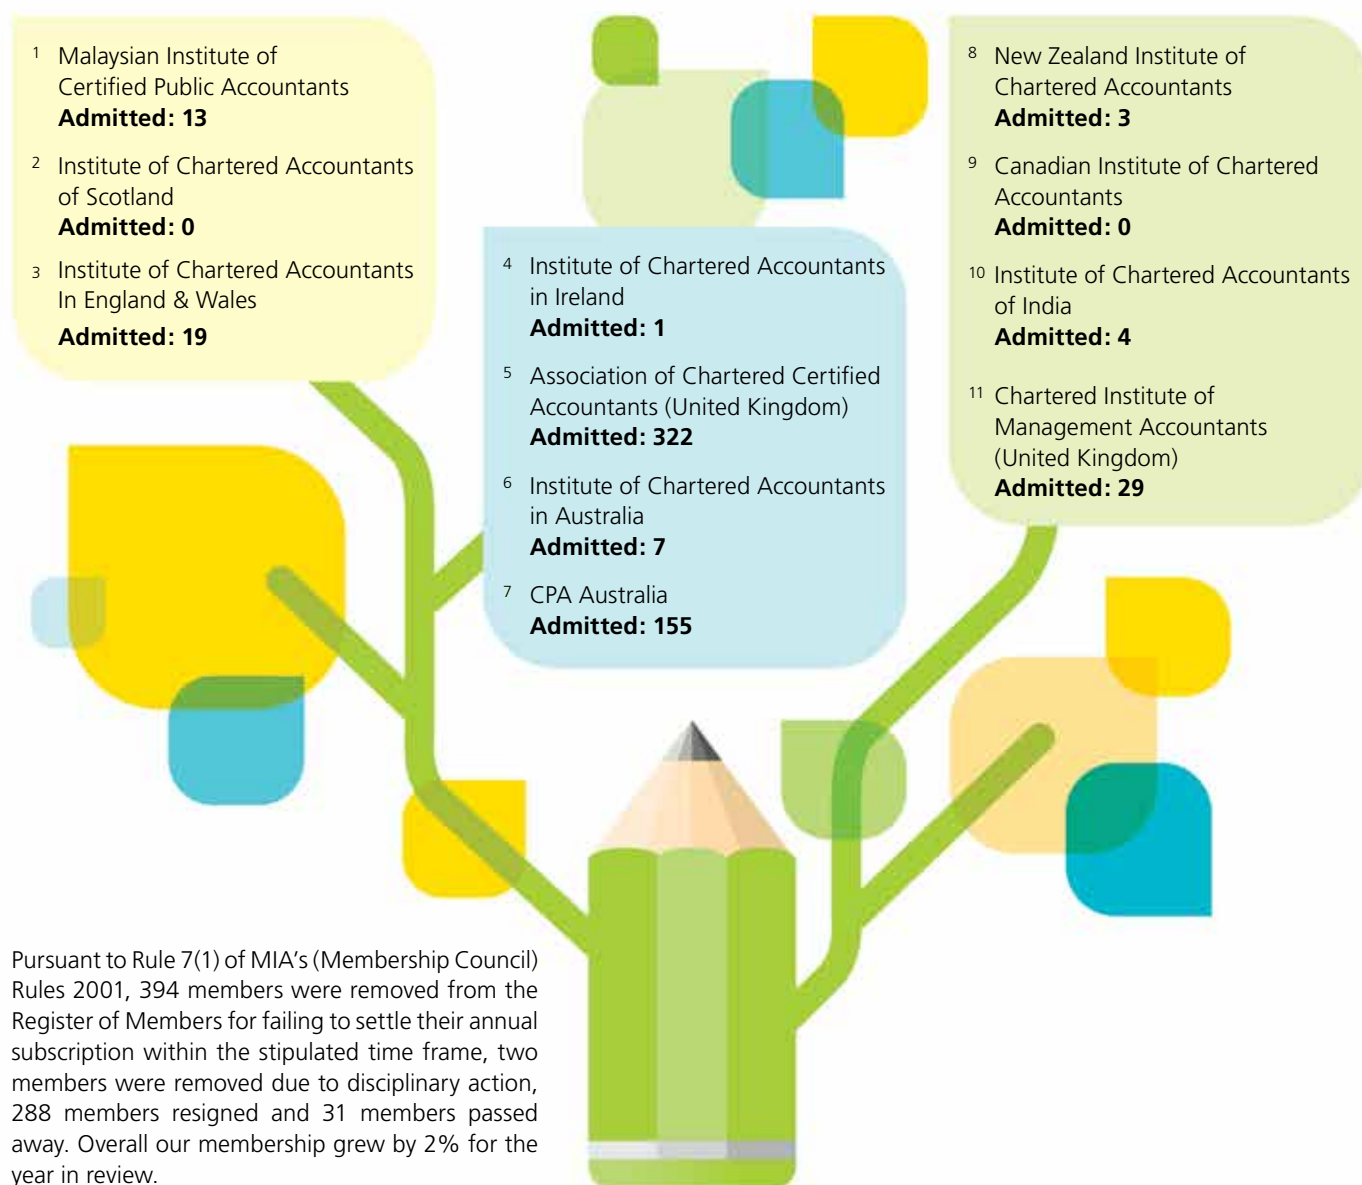 1 Malaysian Institute of
Certified Public Accountants
Admitted: 13
2 Institute of Chartered Accountants
of Scotland
Admitted: 0
3 Institute of Chartered Accountants
In England & Wales
Admitted: 19
4 Institute of Chartered Accountants
in Ireland
Admitted: 1
5 Association of Chartered Certified
Accountants (United Kingdom)
Admitted: 322
6 Institute of Chartered Accountants
in Australia
Admitted: 7
7 CPA Australia
Admitted: 155
8 New Zealand Institute of
Chartered Accountants
Admitted: 3
9 Canadian Institute of Chartered
Accountants
Admitted: 0
10 Institute of Chartered Accountants
of India
Admitted: 4
11 Chartered Institute of
Management Accountants
(United Kingdom)
Admitted: 29
Pursuant to Rule 7(1) of MIA's (Membership Council)
Rules 2001, 394 members were removed from the
Register of Members for failing to settle their annual
subscription within the stipulated time frame, two
members were removed due to disciplinary action,
288 members resigned and 31 members passed
away. Overall our membership grew by 2% for the
year in review.